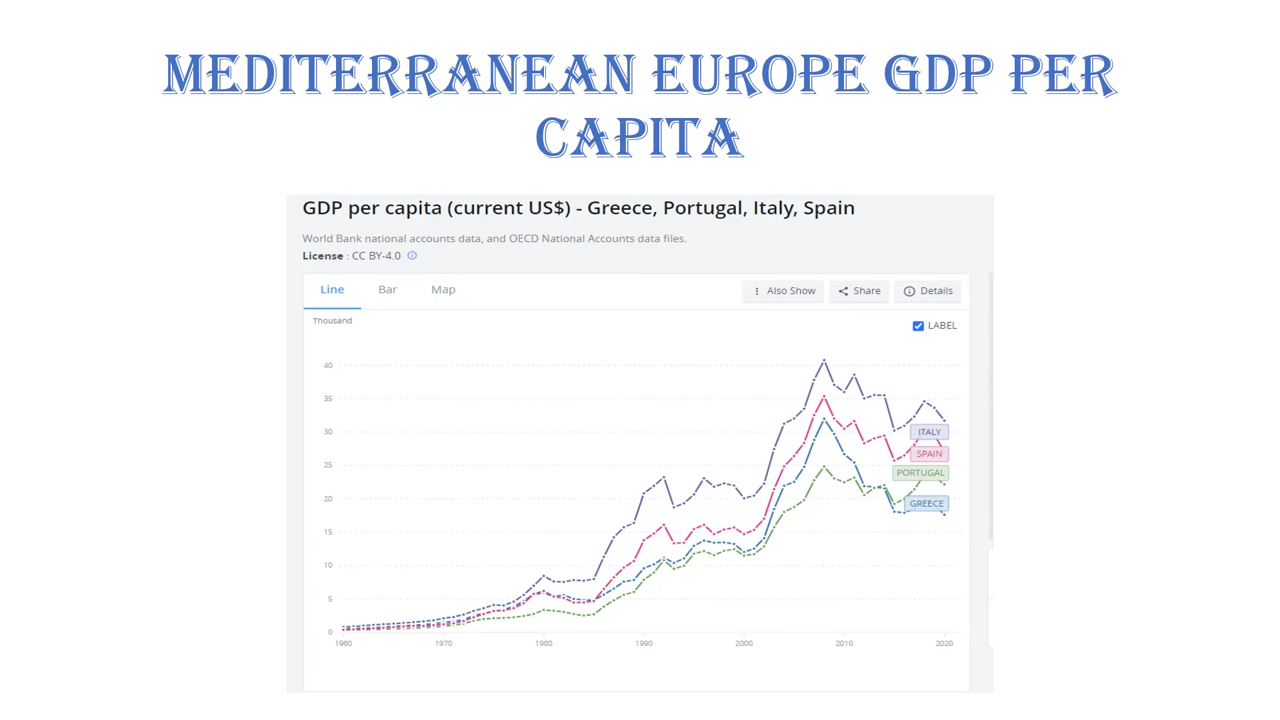 MEDITERRANEAN EUROPE GDP PER
CAPITA
GDP per capita (current US$) - Greece, Portugal, Italy, Spain
World Bank national accounts data, and OECD National Accounts data files.
License : CC BY-4.0
Line Bar Map Also Show Share Details
Thousand
LABEL
40
35
30
25
20
15
10
5
0
ITALY
SPAIN
PORTUGAL
GREECE
1960 1970 1980 1990 2000 2010 2020